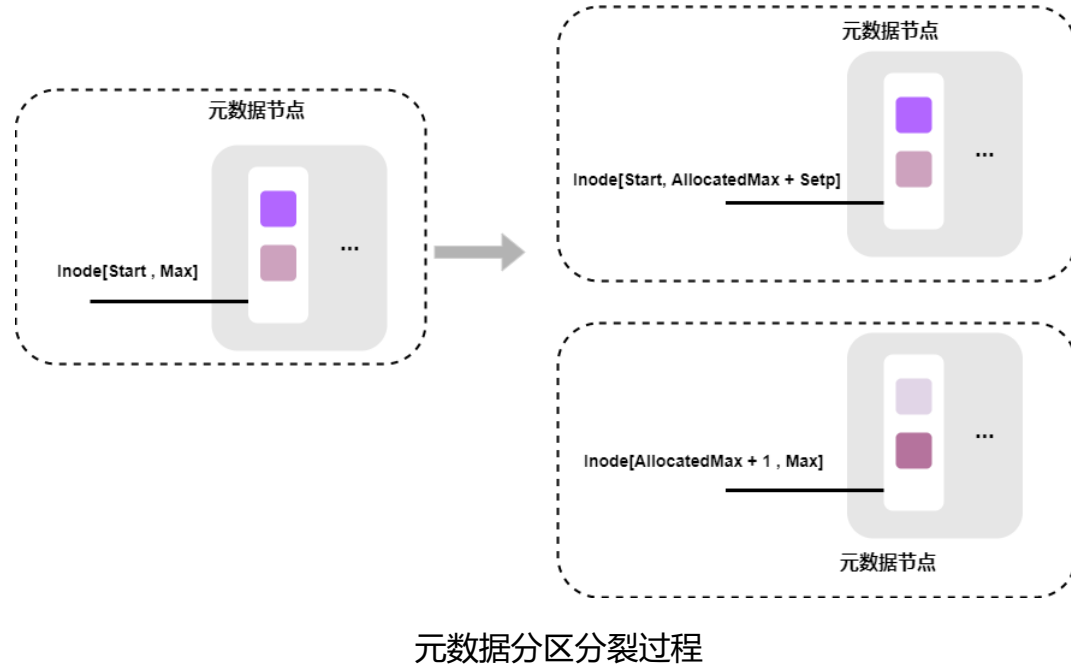 元数据节点
Inode[Start , Max]
...
元数据节点
Inode[Start, AllocatedMax + Setp]
...
Inode[AllocatedMax + 1 , Max]
...
元数据节点
元数据分区分裂过程